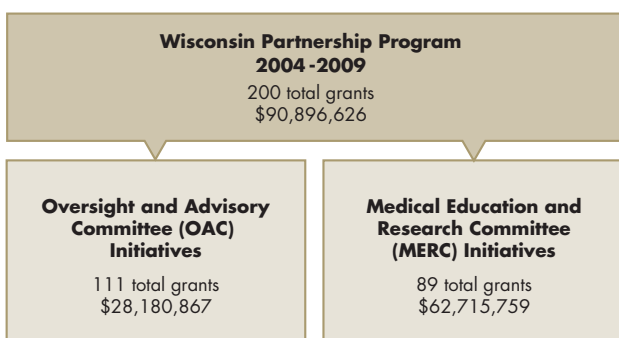 Wisconsin Partnership Program
2004-2009
200 total grants
$90,896,626
Oversight and Advisory
Committee (OAC)
Initiatives
111 total grants
$28,180,867
Medical Education and
Research Committee
(MERC) Initiatives
89 total grants
$62,715,759